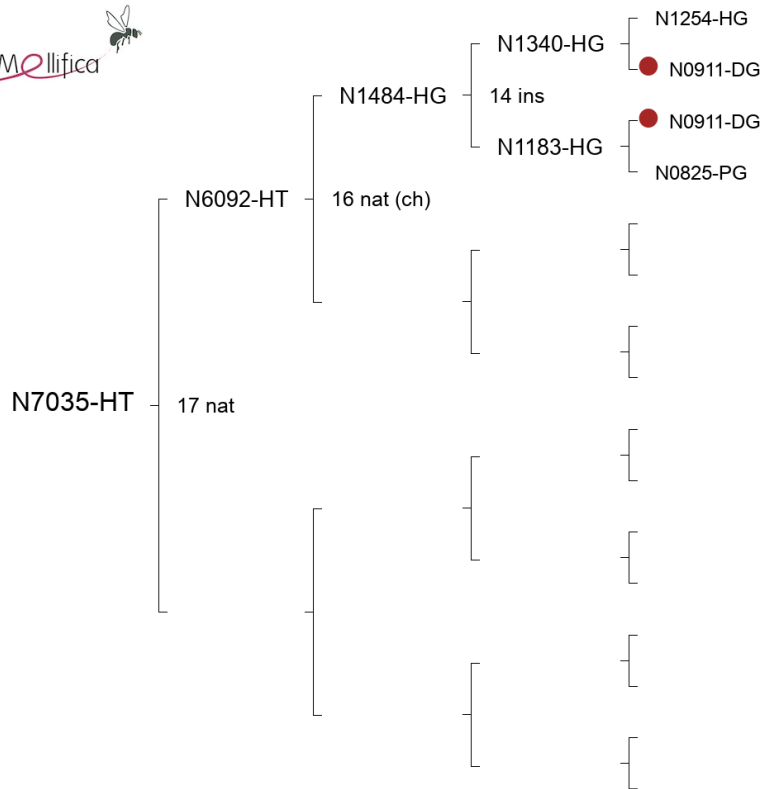 Mellifica
N1254-HG
N1340-HG
N0911-DG
N1484-HG
14 ins
N0911-DG
N1183-HG
N0825-PG
N6092-HT
16 nat (ch)
N7035-HT
17 nat